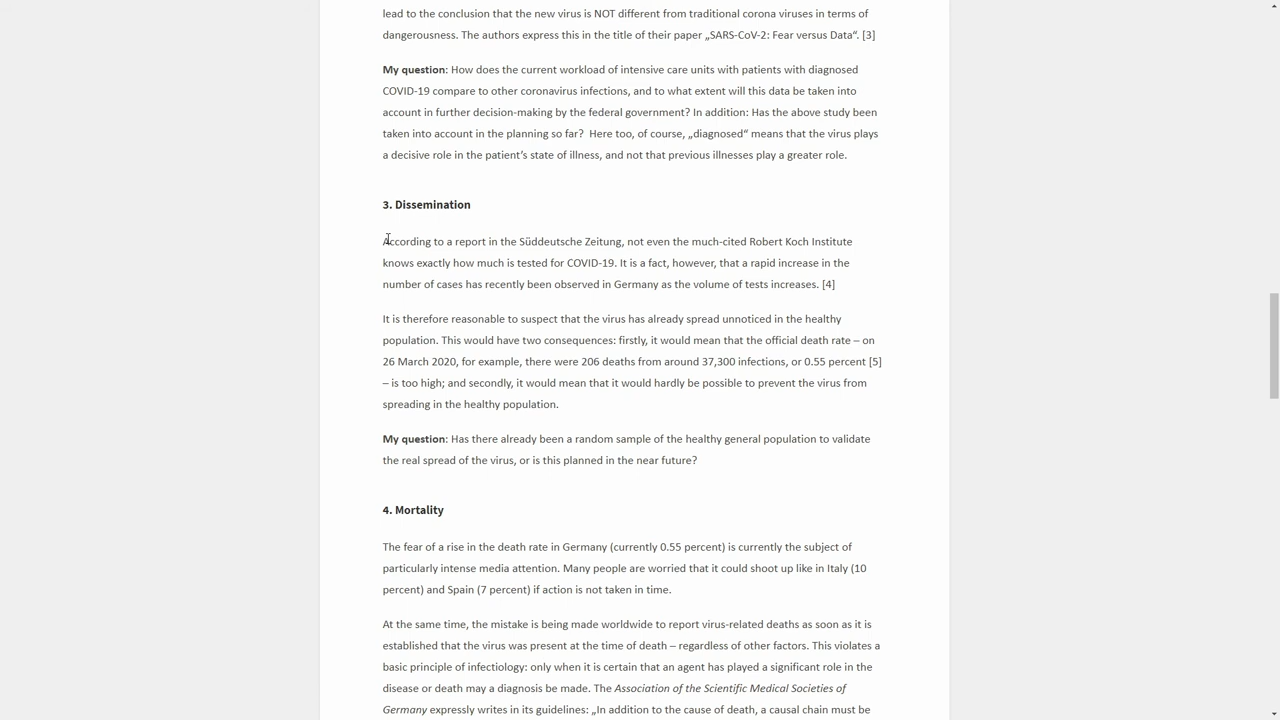 lead to the conclusion that the new virus is NOT different from traditional corona viruses in terms of
dangerousness. The authors express this in the title of their paper „SARS-CoV-2: Fear versus Data“. [3]
My question: How does the current workload of intensive care units with patients with diagnosed
COVID-19 compare to other coronavirus infections, and to what extent will this data be taken into
account in further decision-making by the federal government? In addition: Has the above study been
taken into account in the planning so far?  Here too, of course, „diagnosed“ means that the virus plays
a decisive role in the patient’s state of illness, and not that previous illnesses play a greater role.
3. Dissemination
According to a report in the Süddeutsche Zeitung, not even the much-cited Robert Koch Institute
knows exactly how much is tested for COVID-19. It is a fact, however, that a rapid increase in the
number of cases has recently been observed in Germany as the volume of tests increases. [4]
It is therefore reasonable to suspect that the virus has already spread unnoticed in the healthy
population. This would have two consequences: firstly, it would mean that the official death rate – on
26 March 2020, for example, there were 206 deaths from around 37,300 infections, or 0.55 percent [5]
– is too high; and secondly, it would mean that it would hardly be possible to prevent the virus from
spreading in the healthy population.
My question: Has there already been a random sample of the healthy general population to validate
the real spread of the virus, or is this planned in the near future?
4. Mortality
The fear of a rise in the death rate in Germany (currently 0.55 percent) is currently the subject of
particularly intense media attention. Many people are worried that it could shoot up like in Italy (10
percent) and Spain (7 percent) if action is not taken in time.
At the same time, the mistake is being made worldwide to report virus-related deaths as soon as it is
established that the virus was present at the time of death – regardless of other factors. This violates a
basic principle of infectiology: only when it is certain that an agent has played a significant role in the
disease or death may a diagnosis be made. The Association of the Scientific Medical Societies of
Germany expressly writes in its guidelines: „In addition to the cause of death, a causal chain must be